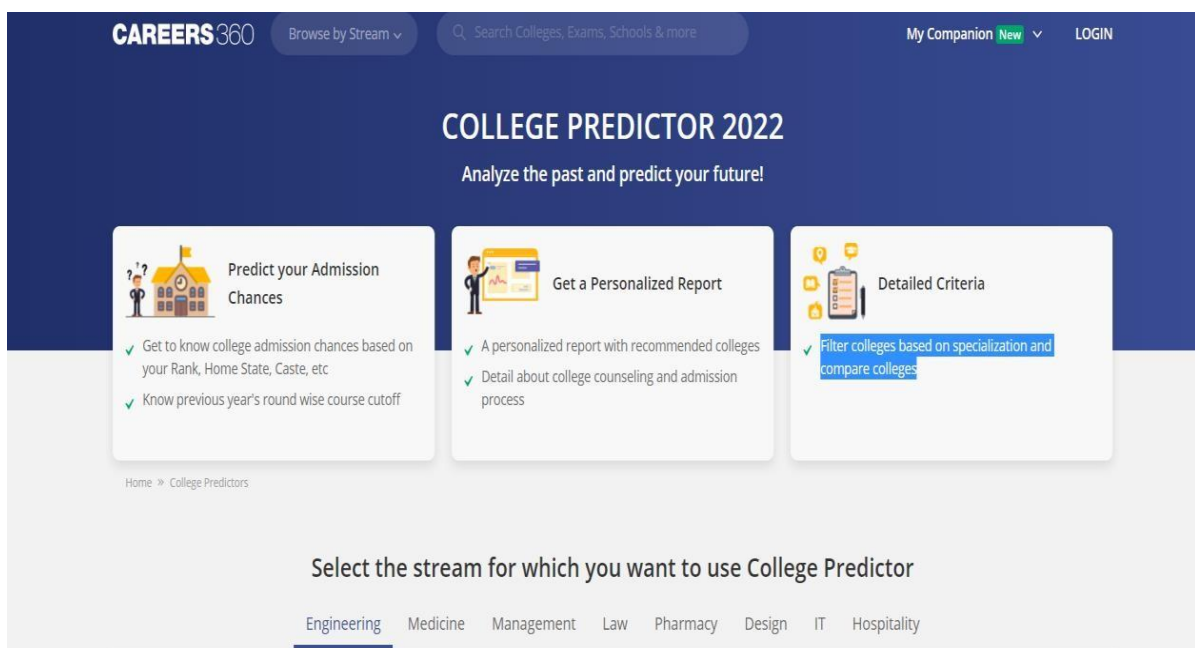 CAREERS360 Browse by Stream Search Colleges, Exams, Schools & more My Companion New LOGIN
COLLEGE PREDICTOR 2022
Analyze the past and predict your future!
? ? ?
Predict your Admission
Chances
Get to know college admission chances based on
your Rank, Home State, Caste, etc
Know previous year's round wise course cutoff
Get a Personalized Report
A personalized report with recommended colleges
Detail about college counseling and admission
process
Detailed Criteria
Filter colleges based on specialization and
compare colleges
Home » College Predictors
Select the stream for which you want to use College Predictor
Engineering Medicine Management Law Pharmacy Design IT Hospitality